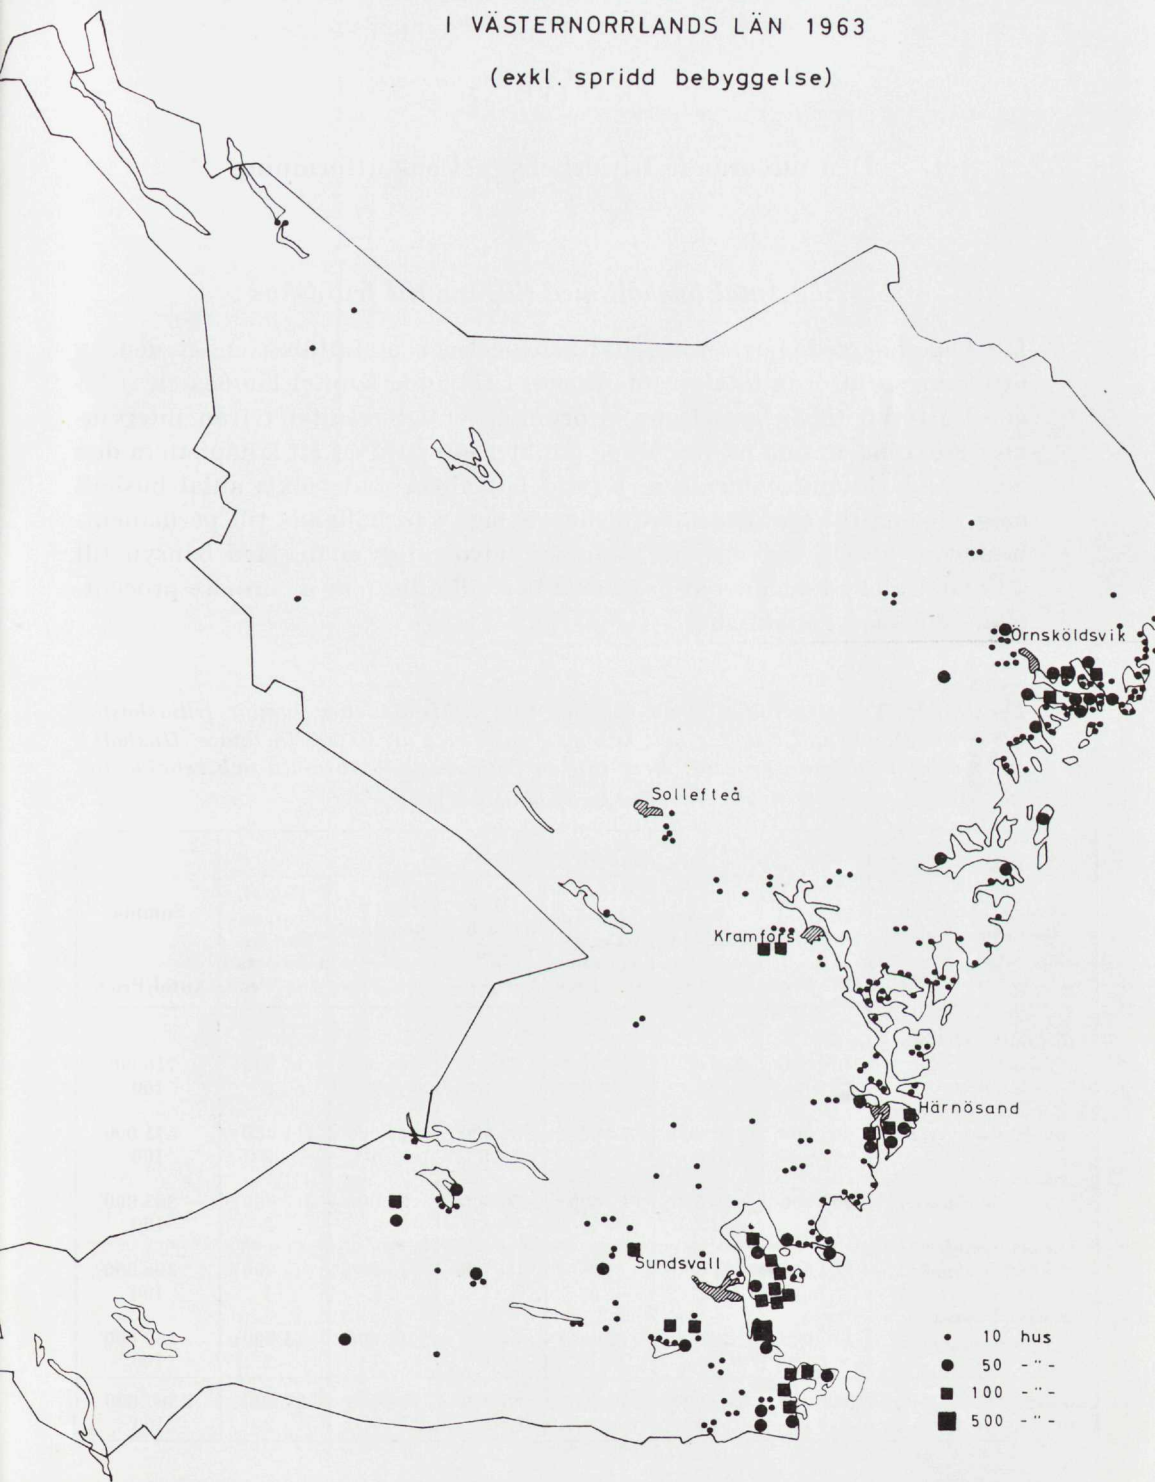 I VÄSTERNORRLANDS LÄN 1963
(exkl. spridd bebyggelse)
Örnsköldsvik
Sollefteå
Kramfors
Härnösand
Sundsvall
10 hus
50 -"-
100 -"-
500 -"-